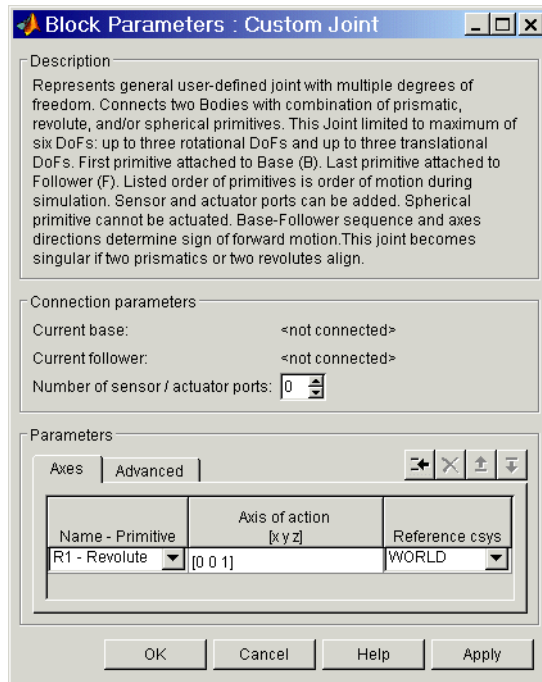 Block Parameters : Custom Joint
Description
Represents general user-defined joint with multiple degrees of
freedom. Connects two Bodies with combination of prismatic,
revolute, and/or spherical primitives. This Joint limited to maximum of
six DoFs: up to three rotational DoFs and up to three translational
DoFs. First primitive attached to Base (B). Last primitive attached to
Follower (F). Listed order of primitives is order of motion during
simulation. Sensor and actuator ports can be added. Spherical
primitive cannot be actuated. Base-Follower sequence and axes
directions determine sign of forward motion.This joint becomes
singular if two prismatics or two revolutes align.
Connection parameters
Current base: <not connected>
Current follower: <not connected>
Number of sensor / actuator ports: 0
Parameters
Axes Advanced
Name - Primitive Axis of action [x y z] Reference csys
R1 - Revolute [0 0 1] WORLD
OK Cancel Help Apply